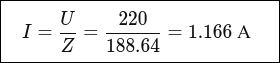 I = U/Z = 220/188.64 = 1.166 A